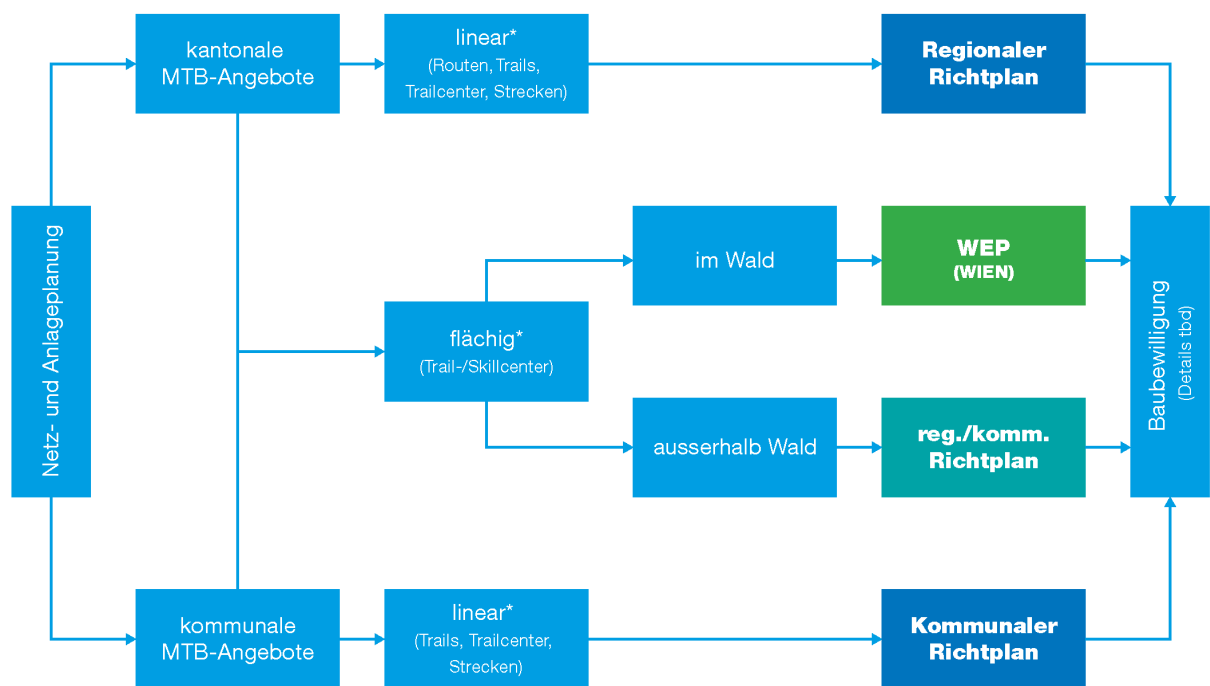 kantonale
MTB-Angebote
linear*
(Routen, Trails,
Trailcenter, Strecken)
Regionaler
Richtplan
Netz- und Anlageplanung
im Wald
WEP
(WIEN)
flächig*
(Trail-/Skillcenter)
ausserhalb Wald
reg./komm.
Richtplan
Baubewilligung
(Details tbd)
kommunale
MTB-Angebote
linear*
(Trails, Trailcenter,
Strecken)
Kommunaler
Richtplan